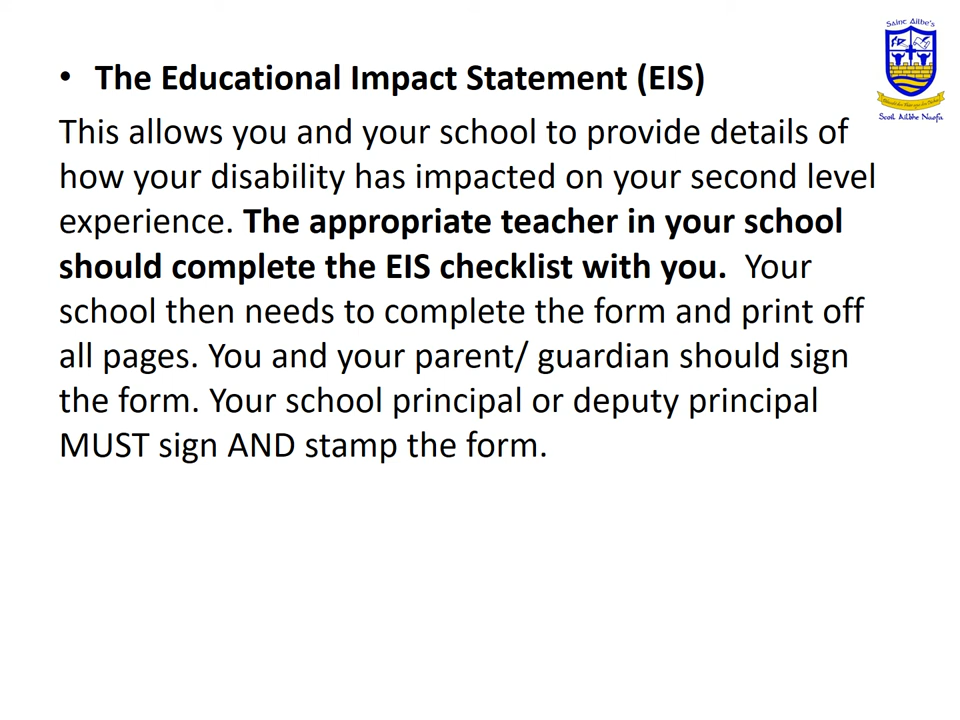 Sainc Ailbe's
• The Educational Impact Statement (EIS)
This allows you and your school to provide details of
how your disability has impacted on your second level
experience. The appropriate teacher in your school
should complete the EIS checklist with you.  Your
school then needs to complete the form and print off
all pages. You and your parent/ guardian should sign
the form. Your school principal or deputy principal
MUST sign AND stamp the form.
Scoil Ailbhe Naofa